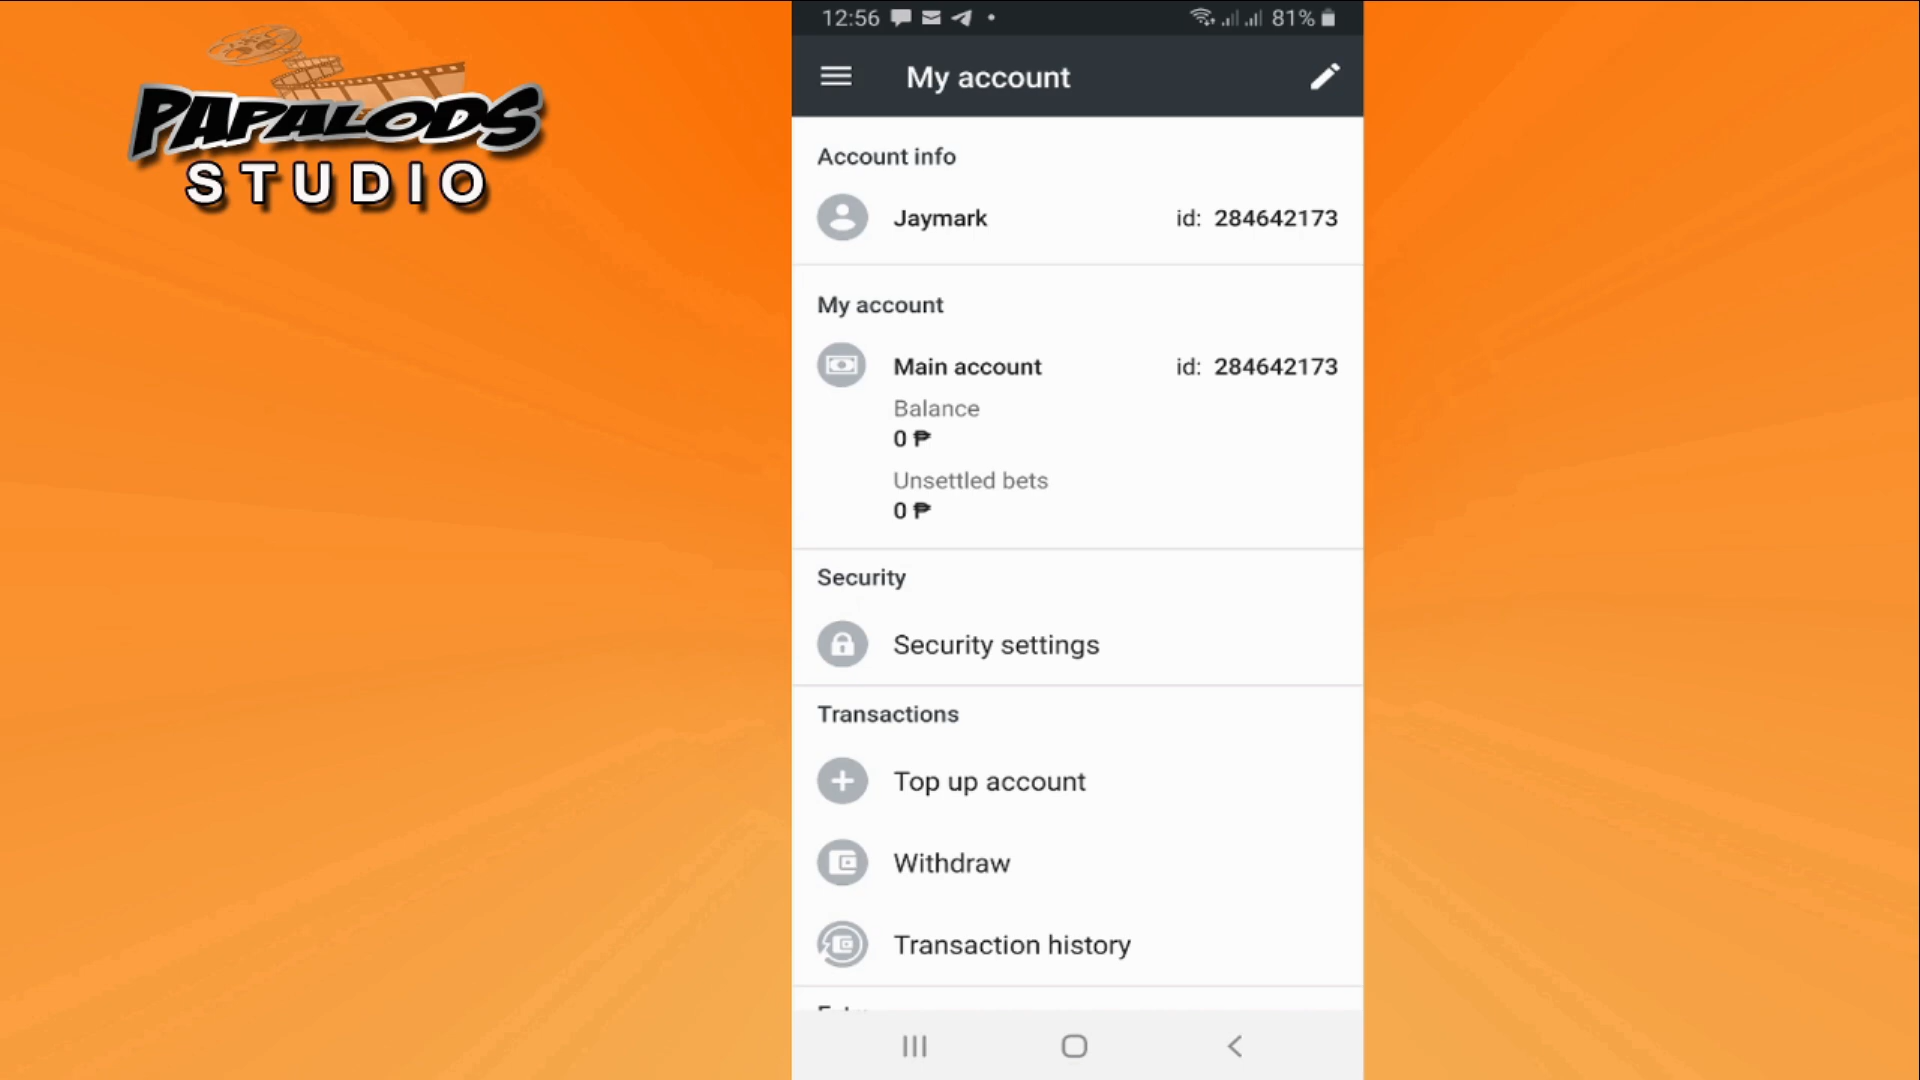 PAPALODS
STUDIO
12:56
81%
My account
Account info
Jaymark id: 284642173
My account
Main account id: 284642173
Balance
0 ₱
Unsettled bets
0 ₱
Security
Security settings
Transactions
Top up account
Withdraw
Transaction history